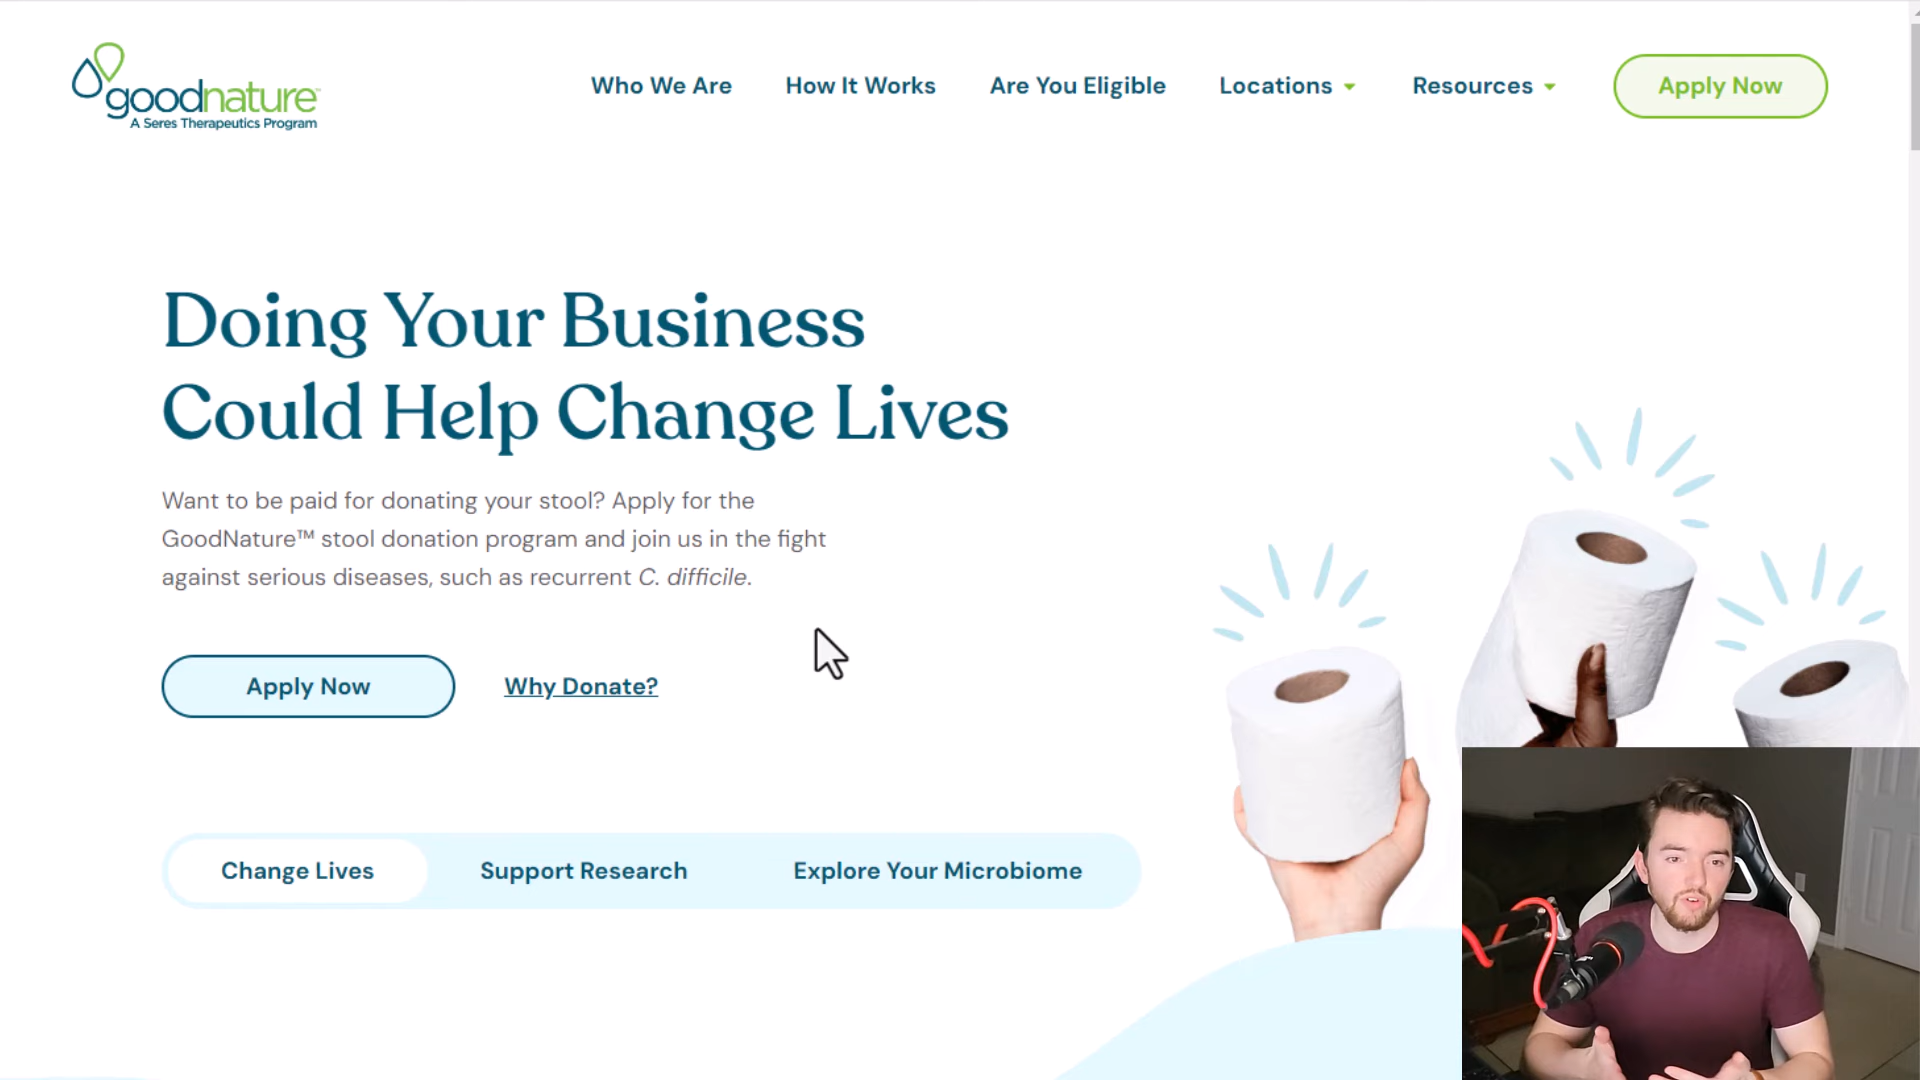 goodnature™
A Seres Therapeutics Program
Who We Are
How It Works
Are You Eligible
Locations
Resources
Apply Now
Doing Your Business
Could Help Change Lives
Want to be paid for donating your stool? Apply for the
GoodNature™ stool donation program and join us in the fight
against serious diseases, such as recurrent C. difficile.
Apply Now
Why Donate?
Change Lives
Support Research
Explore Your Microbiome